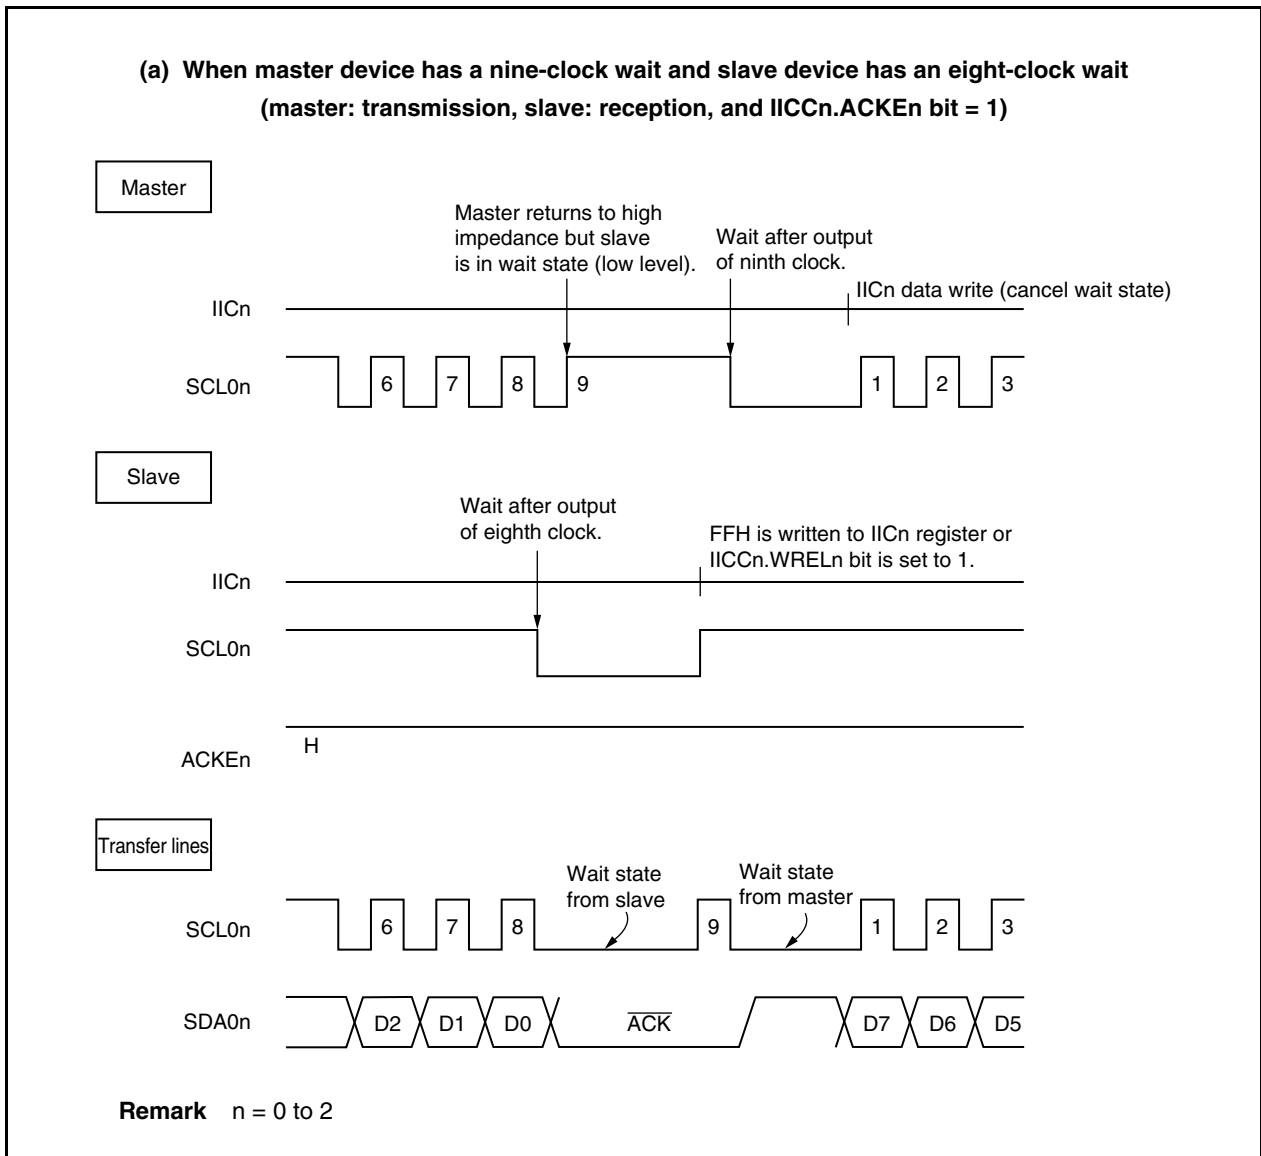 (a) When master device has a nine-clock wait and slave device has an eight-clock wait
(master: transmission, slave: reception, and IICCn.ACKEn bit = 1)
Master
Master returns to high
impedance but slave
is in wait state (low level).
Wait after output
of ninth clock.
IICn data write (cancel wait state)
IICn
SCL0n
6 7 8 9 1 2 3
Slave
Wait after output
of eighth clock.
FFH is written to IICn register or
IICCn.WRELn bit is set to 1.
IICn
SCL0n
H
ACKEn
Transfer lines
Wait state
from slave
Wait state
from master
SCL0n
6 7 8 9 1 2 3
SDA0n
D2 D1 D0 ACK D7 D6 D5
Remark n = 0 to 2